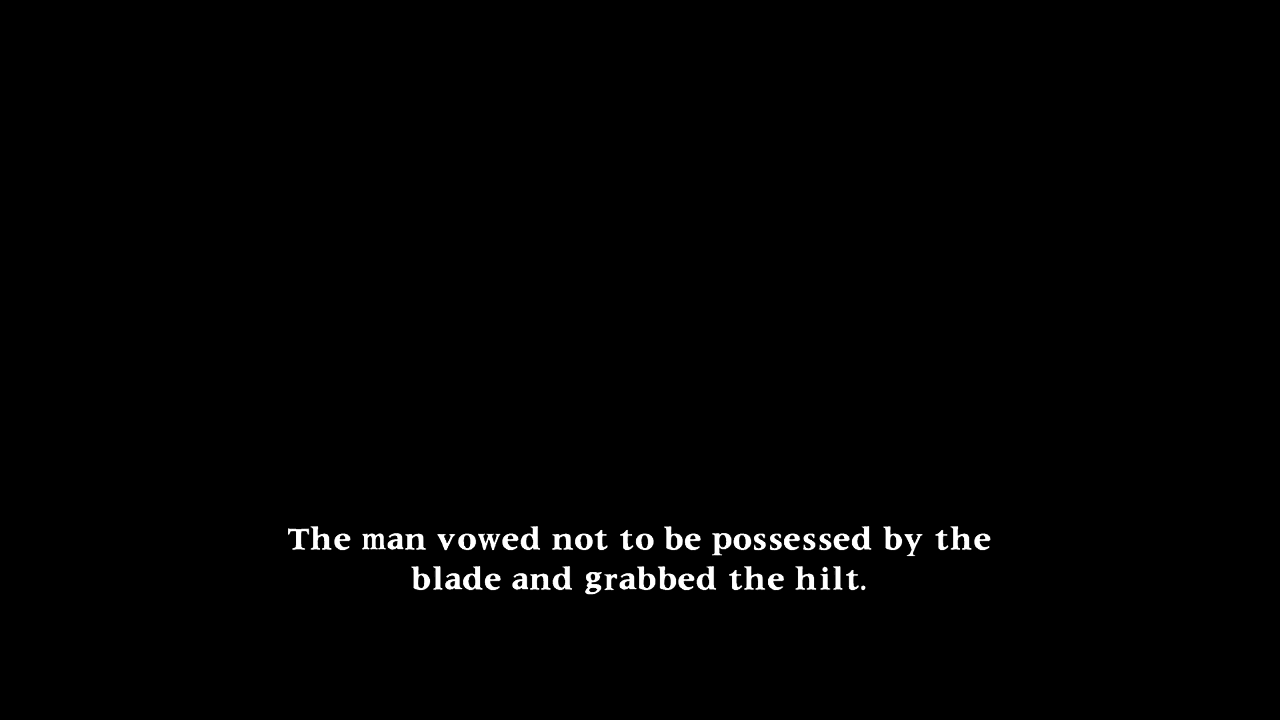 The man vowed not to be possessed by the
blade and grabbed the hilt.